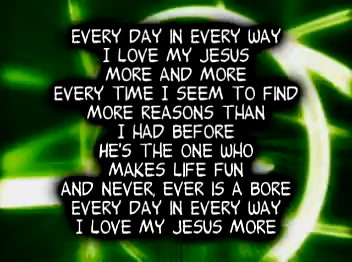 EVERY DAY IN EVERY WAY
I LOVE MY JESUS
MORE AND MORE
EVERY TIME I SEEM TO FIND
MORE REASONS THAN
I HAD BEFORE
HE'S THE ONE WHO
MAKES LIFE FUN
AND NEVER, EVER IS A BORE
EVERY DAY IN EVERY WAY
I LOVE MY JESUS MORE